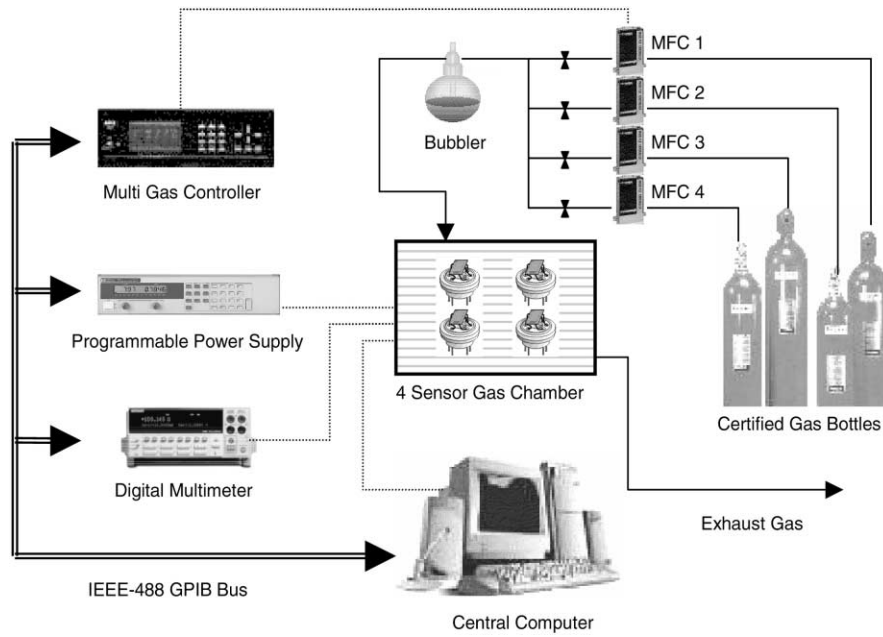 MFC 1
MFC 2
Bubbler
MFC 3
Multi Gas Controller
MFC 4
Programmable Power Supply
4 Sensor Gas Chamber
Certified Gas Bottles
Digital Multimeter
Exhaust Gas
IEEE-488 GPIB Bus
Central Computer